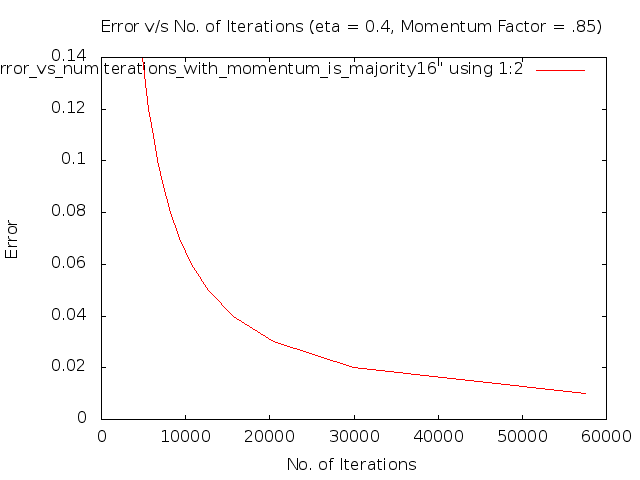 Error v/s No. of Iterations (eta = 0.4, Momentum Factor = .85)
rror_vs_numiterations_with_momentum_is_majority16" using 1:2
0.14
0.12
0.1
0.08
0.06
0.04
0.02
0
Error
0 10000 20000 30000 40000 50000 60000
No. of Iterations